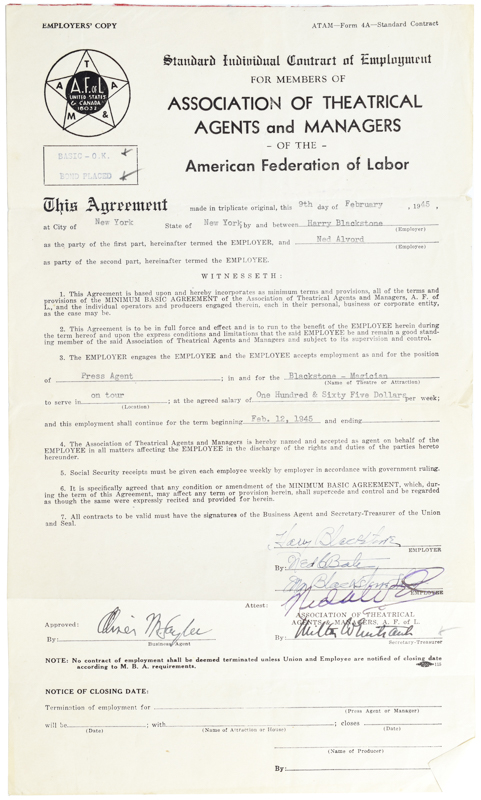 EMPLOYERS' COPY
ATAM—Form 4A—Standard Contract
A T A M &
A.F. of L.
UNITED STATES
& CANADA
18032
Standard Individual Contract of Employment
FOR MEMBERS OF
ASSOCIATION OF THEATRICAL
AGENTS and MANAGERS
- OF THE -
American Federation of Labor
BASIC - O.K.
BOND PLACED
This Agreement made in triplicate original, this 9th day of February, 1945,
at City of New York State of New York by and between Harry Blackstone
(Employer)
as the party of the first part, hereinafter termed the EMPLOYER, and Ned Alvord
(Employee)
as party of the second part, hereinafter termed the EMPLOYEE.
WITNESSETH:
1. This Agreement is based upon and hereby incorporates as minimum terms and provisions, all of the terms and
provisions of the MINIMUM BASIC AGREEMENT of the Association of Theatrical Agents and Managers, A. F. of
L., and the individual operators and producers engaged therein, each in their personal, business or corporate entity,
as the case may be.
2. This Agreement is to be in full force and effect and is to run to the benefit of the EMPLOYEE herein during
the term hereof and upon the express conditions and limitations that the said EMPLOYEE be and remain a good stand-
ing member of the said Association of Theatrical Agents and Managers and subject to its supervision and control.
3. The EMPLOYER engages the EMPLOYEE and the EMPLOYEE accepts employment as and for the position
of Press Agent ; in and for the Blackstone - Magician
(Name of Theatre or Attraction)
to serve in on tour ; at the agreed salary of One Hundred & Sixty Five Dollars per week;
(Location)
and this employment shall continue for the term beginning Feb. 12, 1945 and ending
4. The Association of Theatrical Agents and Managers is hereby named and accepted as agent on behalf of the
EMPLOYEE in all matters affecting the EMPLOYEE in the discharge of the rights and duties of the parties hereto
hereunder.
5. Social Security receipts must be given each employee weekly by employer in accordance with government ruling.
6. It is specifically agreed that any condition or amendment of the MINIMUM BASIC AGREEMENT, which, dur-
ing the term of this Agreement, may affect any term or provision herein, shall supercede and control and be regarded
as though the same were expressly recited and provided for herein.
7. All contracts to be valid must have the signatures of the Business Agent and Secretary-Treasurer of the Union
and Seal.
Harry Blackstone
EMPLOYER
By:
EMPLOYEE
Attest:
ASSOCIATION OF THEATRICAL
AGENTS & MANAGERS, A. F. of L.
Approved:
By:
Business Agent
By:
Secretary-Treasurer
NOTE: No contract of employment shall be deemed terminated unless Union and Employee are notified of closing date
according to M. B. A. requirements.
NOTICE OF CLOSING DATE:
Termination of employment for
(Press Agent or Manager)
will be ; with ; closes
(Date) (Name of Attraction or House) (Date)
(Name of Producer)
By: